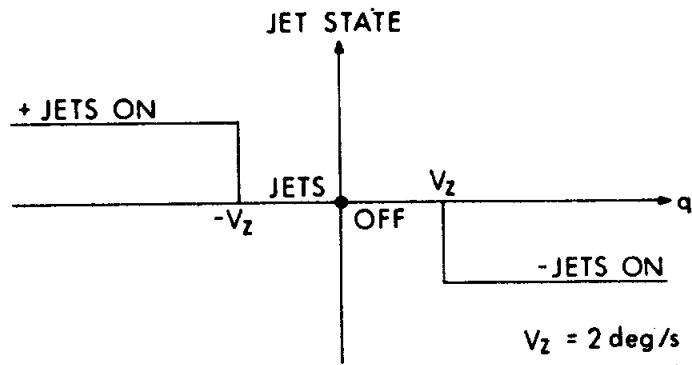 JET STATE
+ JETS ON
JETS
OFF
-Vz
Vz
q
-JETS ON
Vz = 2 deg/s